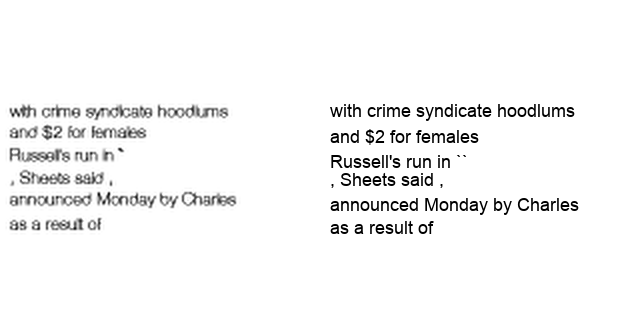 with crime syndicate hoodlums with crime syndicate hoodlums
and $2 for females and $2 for females
Russell's run in `` Russell's run in ``
, Sheets said , , Sheets said ,
announced Monday by Charles announced Monday by Charles
as a result of as a result of